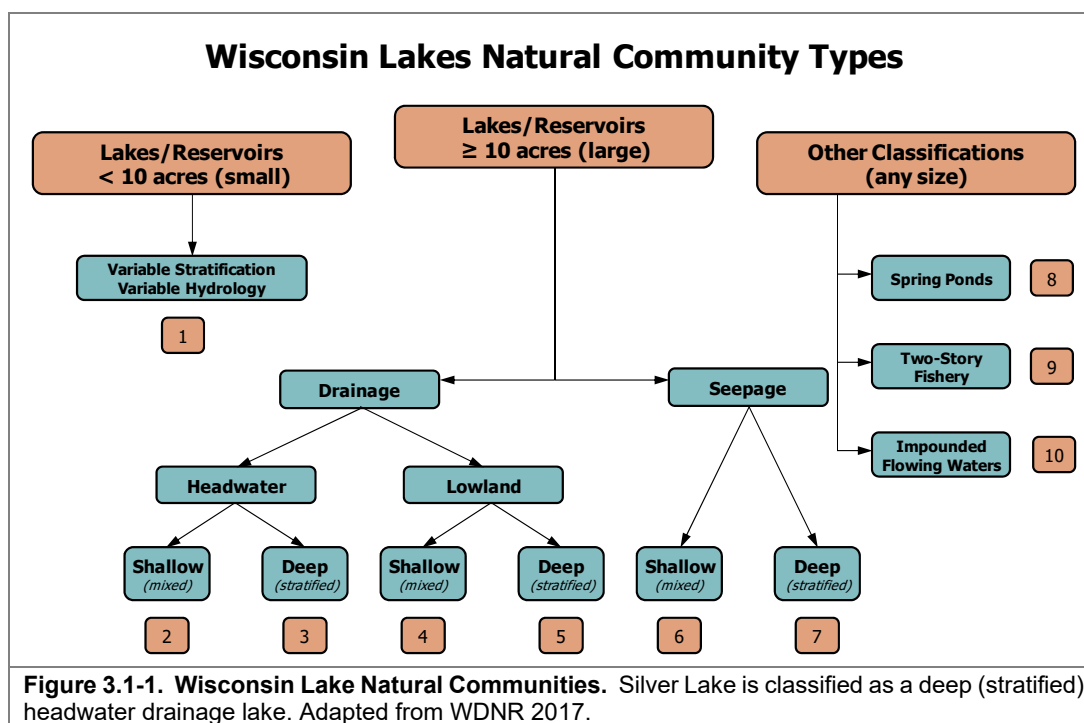 Wisconsin Lakes Natural Community Types
Lakes/Reservoirs
< 10 acres (small)
Lakes/Reservoirs
≥ 10 acres (large)
Other Classifications
(any size)
Variable Stratification
Variable Hydrology
1
Spring Ponds
8
Two-Story
Fishery
9
Impounded
Flowing Waters
10
Drainage
Seepage
Headwater
Lowland
Shallow
(mixed)
Deep
(stratified)
Shallow
(mixed)
Deep
(stratified)
Shallow
(mixed)
Deep
(stratified)
2
3
4
5
6
7
Figure 3.1-1. Wisconsin Lake Natural Communities. Silver Lake is classified as a deep (stratified)
headwater drainage lake. Adapted from WDNR 2017.